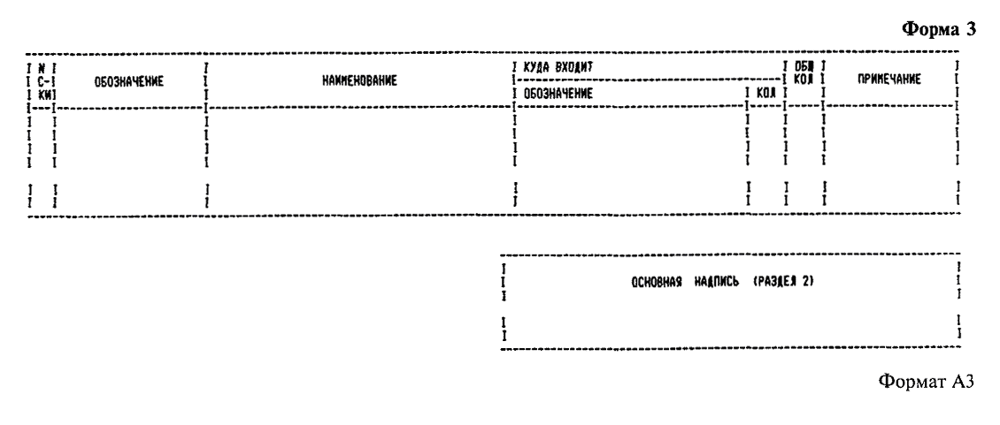 Форма 3
N С-КИ
ОБОЗНАЧЕНИЕ
НАИМЕНОВАНИЕ
КУДА ВХОДИТ
ОБОЗНАЧЕНИЕ
КОЛ
ОБЩ КОЛ
ПРИМЕЧАНИЕ
ОСНОВНАЯ НАДПИСЬ (РАЗДЕЛ 2)
Формат А3